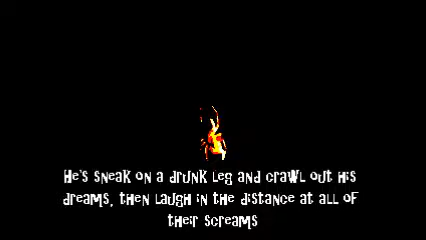 He's sneak on a drunk leg and crawl out his
dreams, then laugh in the distance at all of
their screams